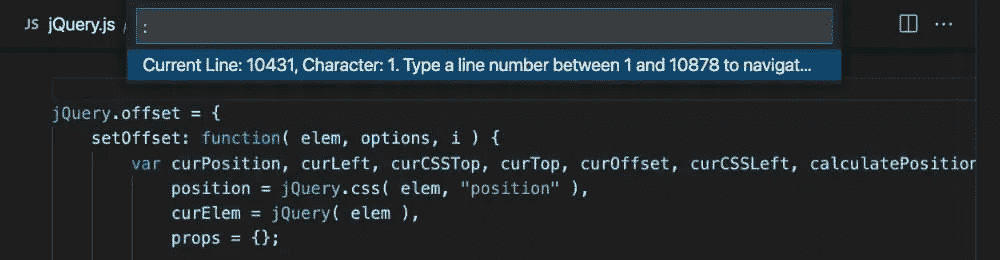 JS jQuery.js /
:
Current Line: 10431, Character: 1. Type a line number between 1 and 10878 to navigat...
jQuery.offset = {
setOffset: function( elem, options, i ) {
var curPosition, curLeft, curCSSTop, curTop, curOffset, curCSSLeft, calculatePosition
position = jQuery.css( elem, "position" ),
curElem = jQuery( elem ),
props = {};